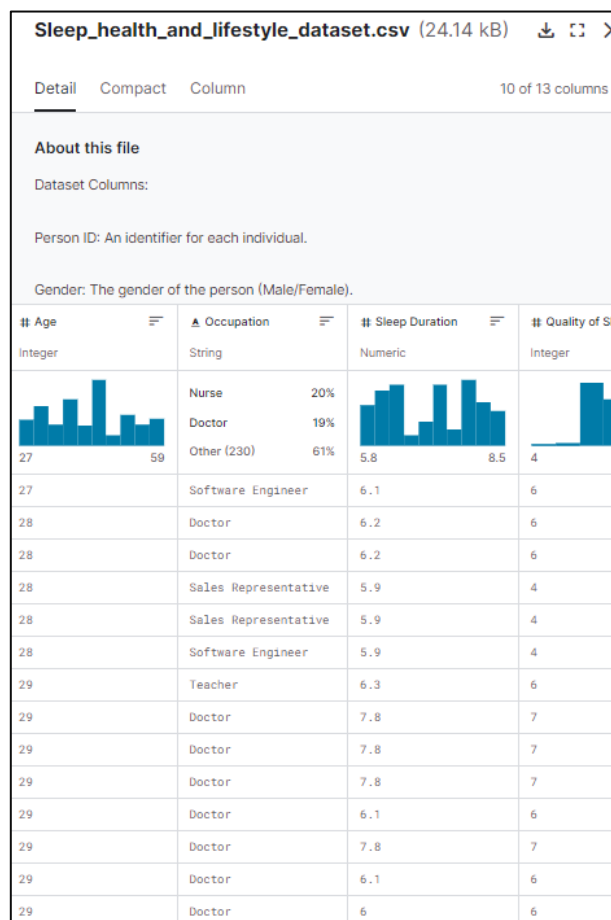 Sleep_health_and_lifestyle_dataset.csv (24.14 kB)
Detail Compact Column 10 of 13 columns
About this file
Dataset Columns:
Person ID: An identifier for each individual.
Gender: The gender of the person (Male/Female).
# Age A Occupation # Sleep Duration # Quality of Sl
Integer String Numeric Integer
Nurse 20%
Doctor 19%
Other (230) 61%
27 59 5.8 8.5 4
27 Software Engineer 6.1 6
28 Doctor 6.2 6
28 Doctor 6.2 6
28 Sales Representative 5.9 4
28 Sales Representative 5.9 4
28 Software Engineer 5.9 4
29 Teacher 6.3 6
29 Doctor 7.8 7
29 Doctor 7.8 7
29 Doctor 7.8 7
29 Doctor 6.1 6
29 Doctor 7.8 7
29 Doctor 6.1 6
29 Doctor 6 6